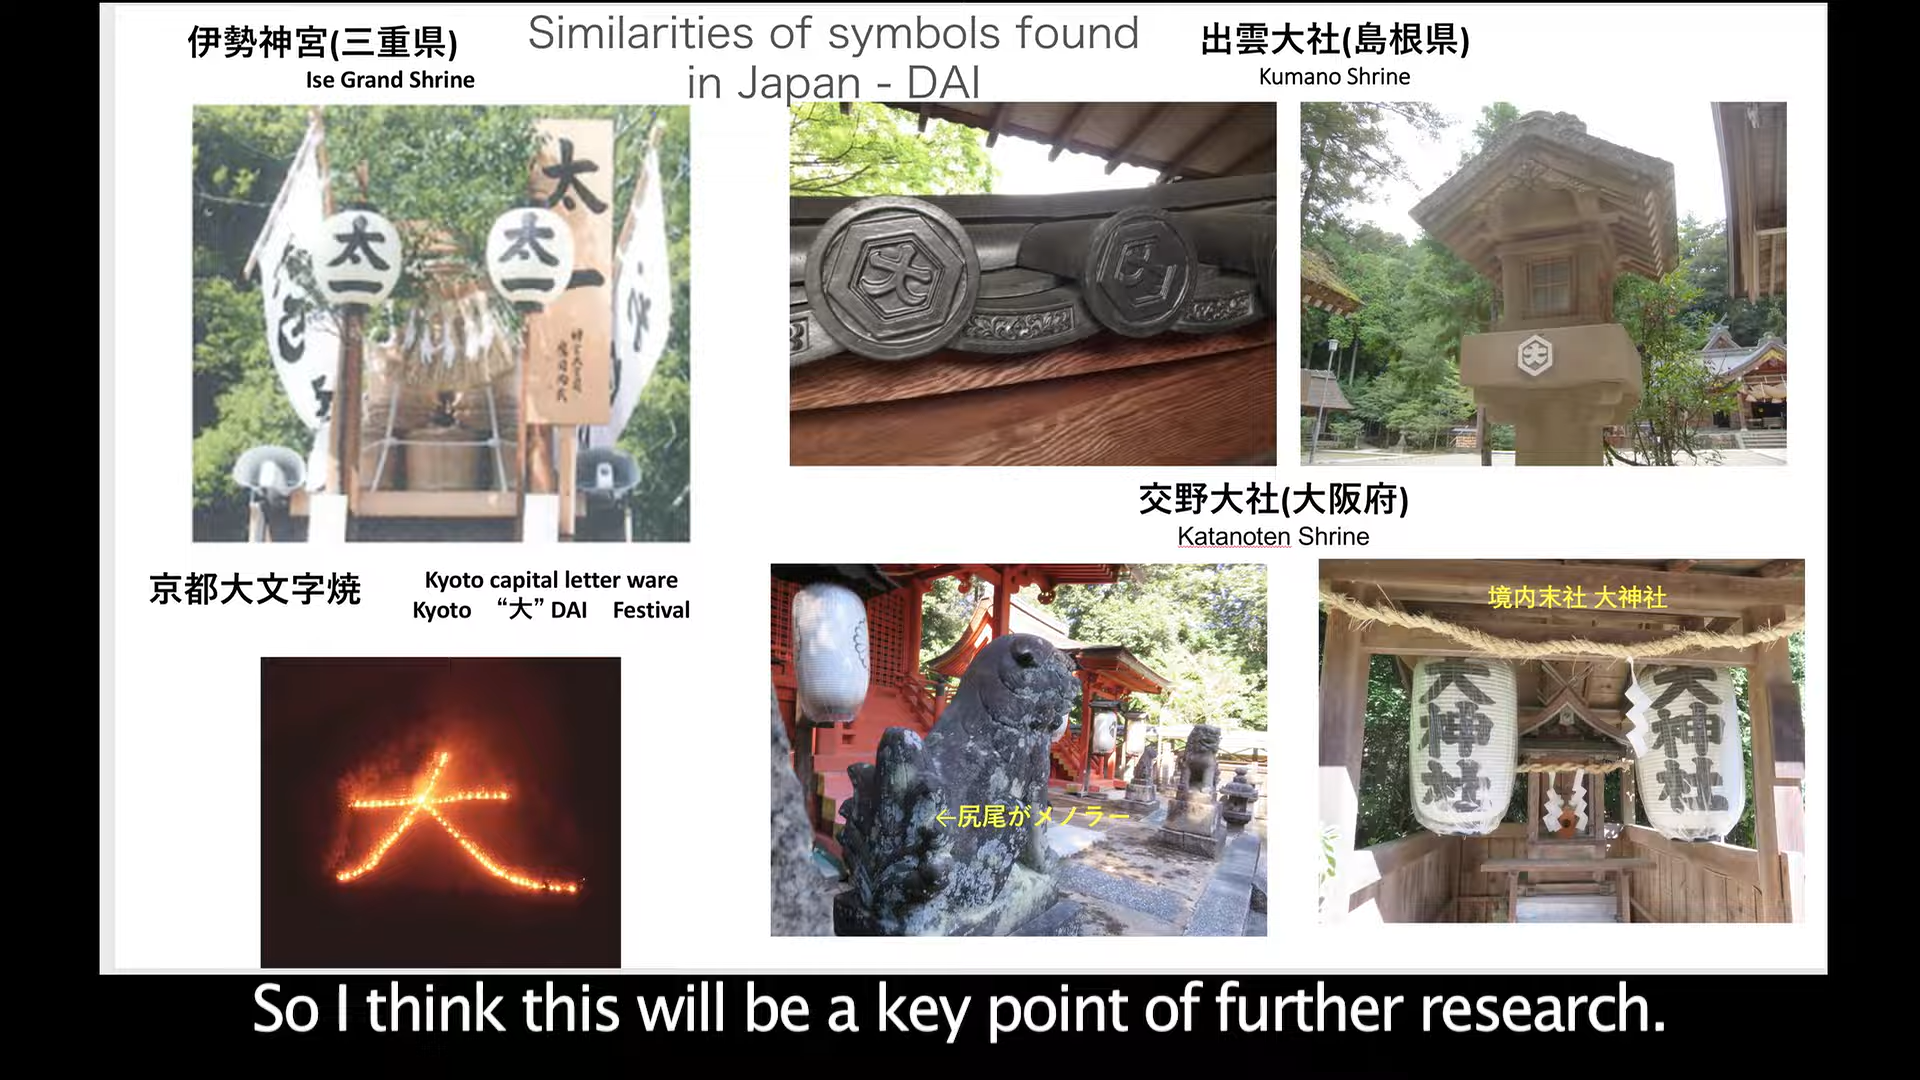 伊勢神宮(三重県)
Ise Grand Shrine
Similarities of symbols found
in Japan - DAI
出雲大社(島根県)
Kumano Shrine
太一
太一
太一
大
大
交野大社(大阪府)
Katanoten Shrine
京都大文字焼
Kyoto capital letter ware
Kyoto “大” DAI Festival
大
←尻尾がメノラー
境内末社 大神社
大神社
大神社
So I think this will be a key point of further research.